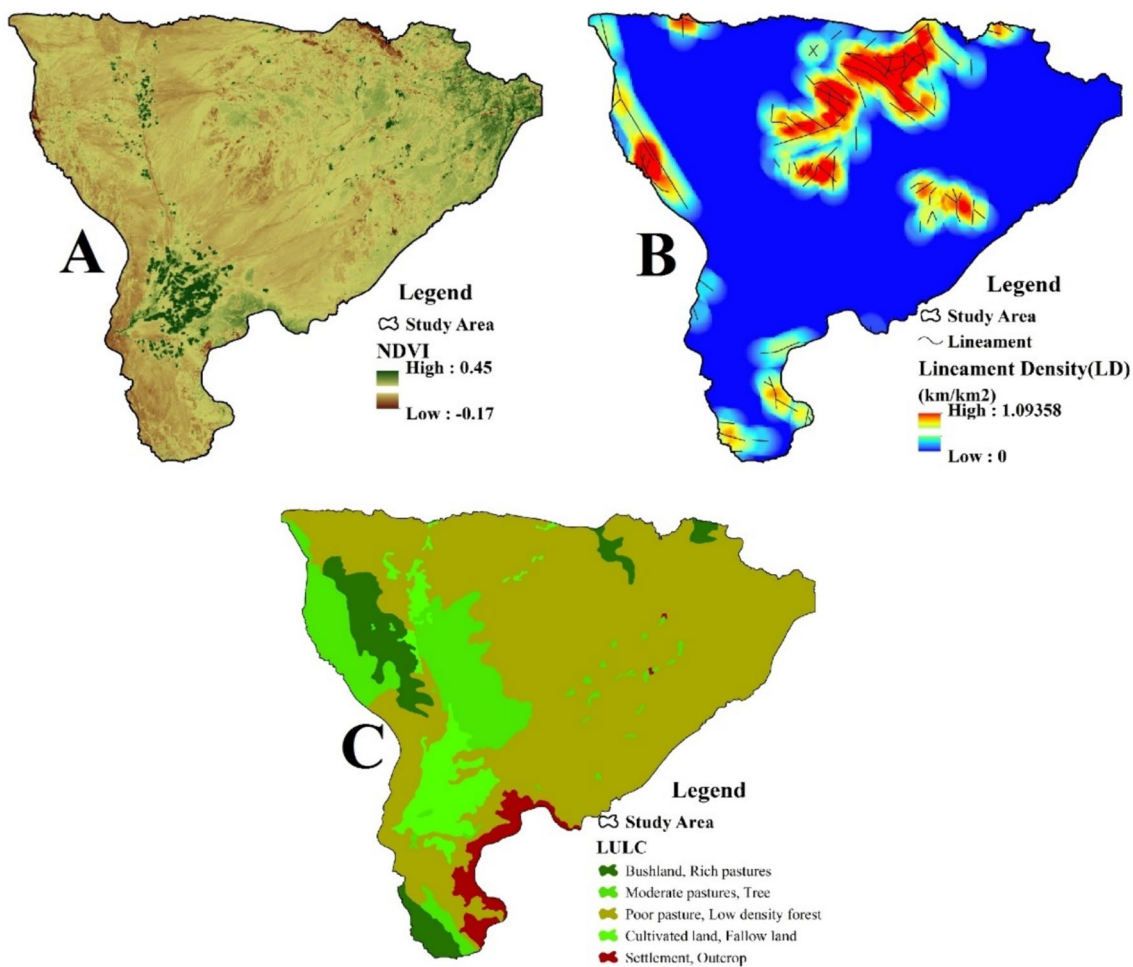 A
Legend
Study Area
NDVI
High : 0.45
Low : -0.17
B
Legend
Study Area
Lineament
Lineament Density(LD)
(km/km2)
High : 1.09358
Low : 0
C
Legend
Study Area
LULC
Bushland, Rich pastures
Moderate pastures, Tree
Poor pasture, Low density forest
Cultivated land, Fallow land
Settlement, Outcrop